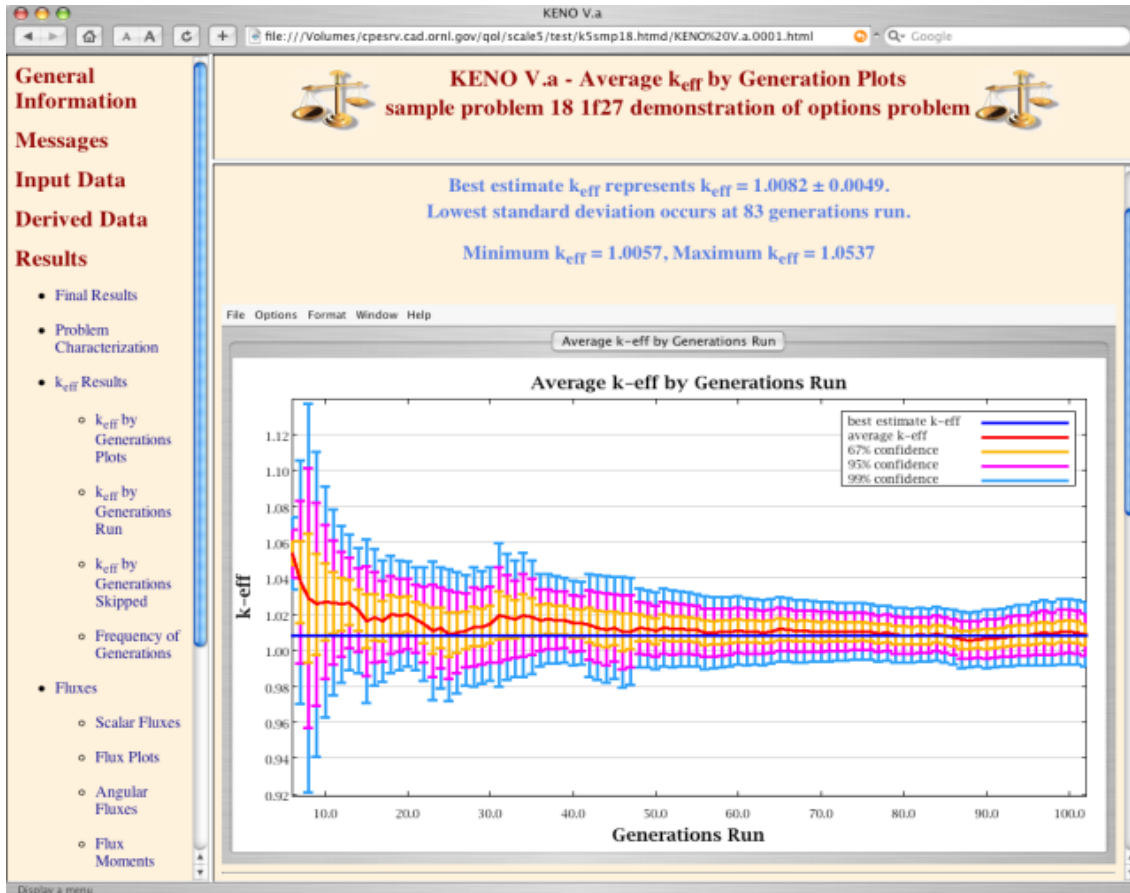 KENO V.a
A A
+
file:///Volumes/cpesrv.cad.ornl.gov/qol/scale5/test/k5smp18.htmd/KENO%20V.a.0001.html
Google
General
Information
Messages
Input Data
Derived Data
Results
Final Results
Problem
Characterization
keff Results
keff by
Generations
Plots
keff by
Generations
Run
keff by
Generations
Skipped
Frequency of
Generations
Fluxes
Scalar Fluxes
Flux Plots
Angular
Fluxes
Flux
Moments
KENO V.a - Average keff by Generation Plots
sample problem 18 1f27 demonstration of options problem
Best estimate keff represents keff = 1.0082 ± 0.0049.
Lowest standard deviation occurs at 83 generations run.
Minimum keff = 1.0057, Maximum keff = 1.0537
File Options Format Window Help
Average k-eff by Generations Run
Average k-eff by Generations Run
best estimate k-eff
average k-eff
67% confidence
95% confidence
99% confidence
k-eff
1.12
1.10
1.08
1.06
1.04
1.02
1.00
0.98
0.96
0.94
0.92
10.0 20.0 30.0 40.0 50.0 60.0 70.0 80.0 90.0 100.0
Generations Run
Display a menu